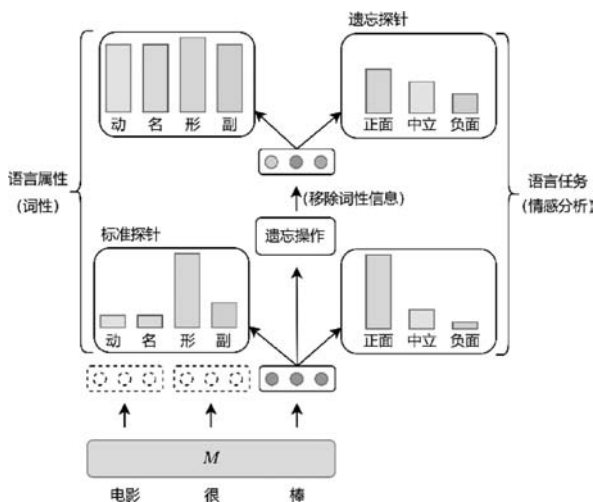 遗忘探针
动 名 形 副
正面 中立 负面
语言属性
(词性)
(移除词性信息)
语言任务
(情感分析)
标准探针
遗忘操作
动 名 形 副
正面 中立 负面
M
电影 很 棒